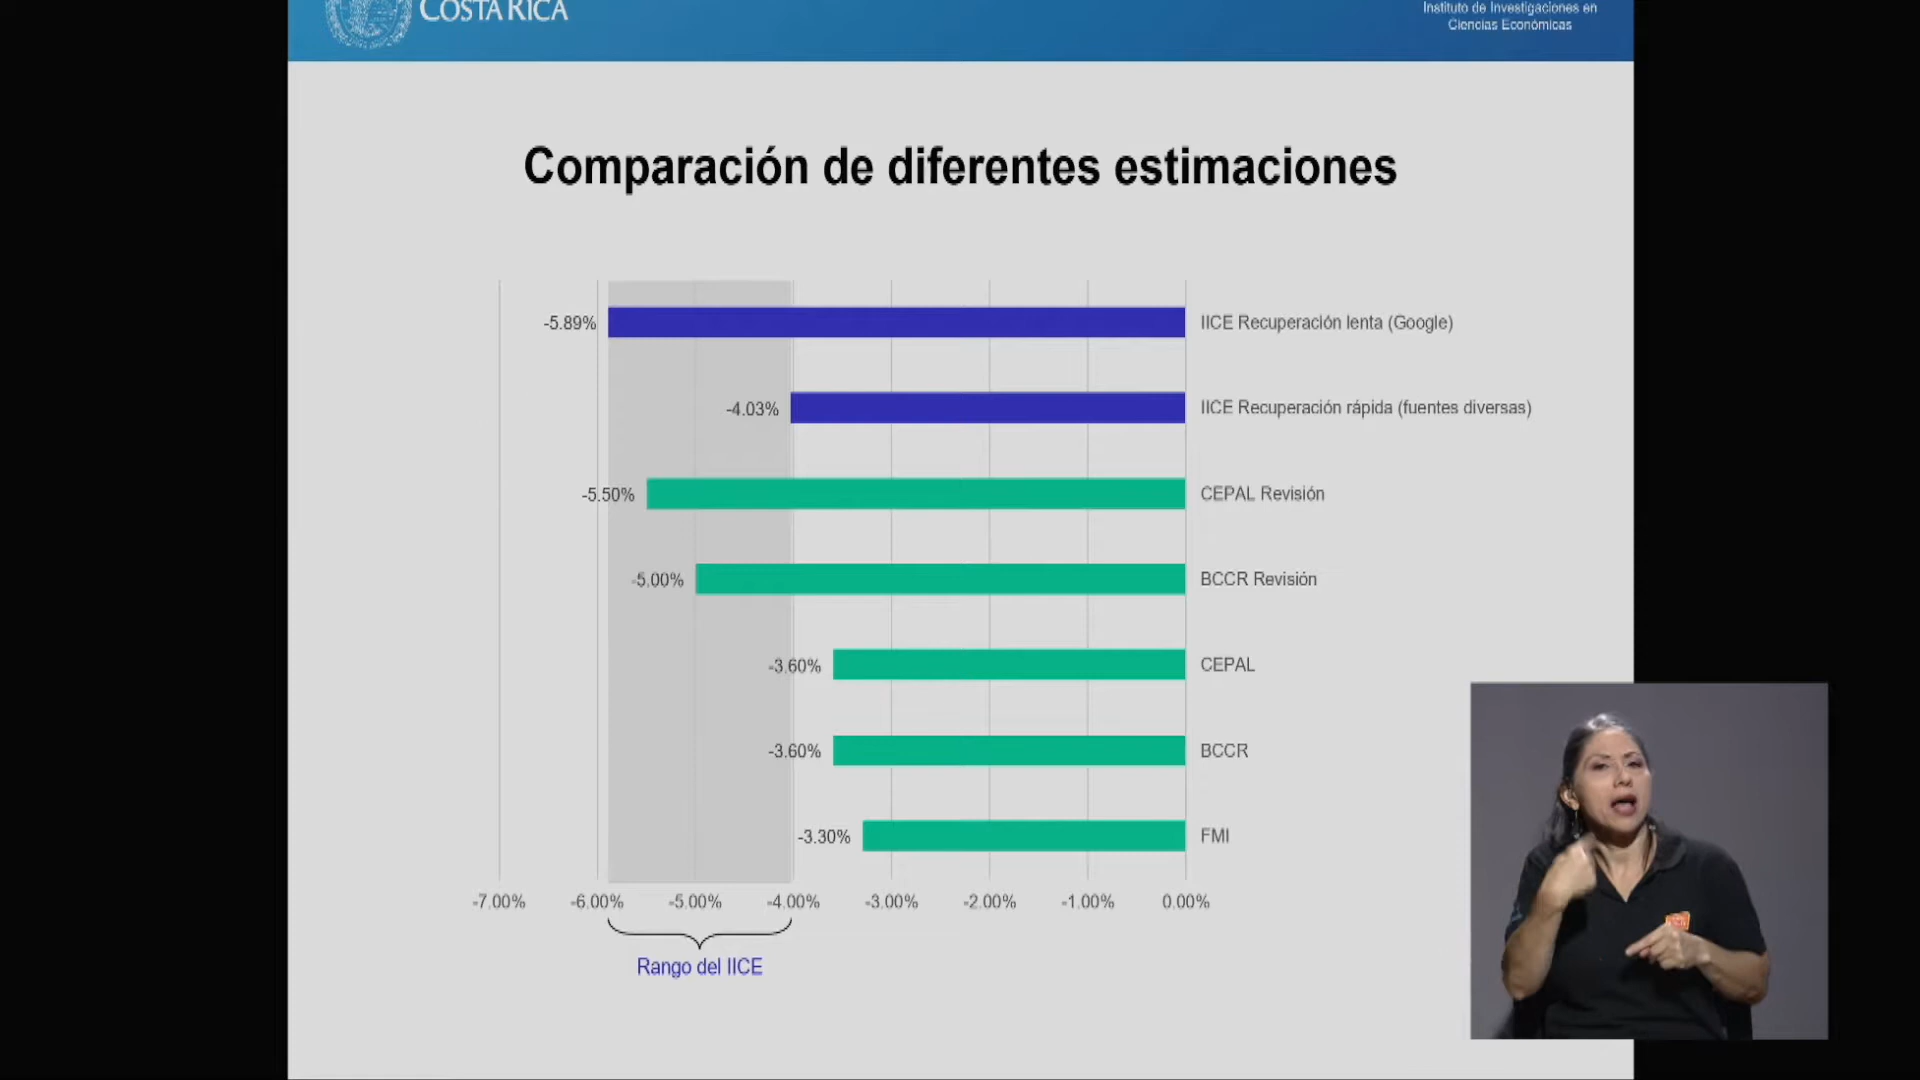 COSTA RICA
Instituto de Investigaciones en
Ciencias Económicas
Comparación de diferentes estimaciones
-5.89% IICE Recuperación lenta (Google)
-4.03% IICE Recuperación rápida (fuentes diversas)
-5.50% CEPAL Revisión
-5.00% BCCR Revisión
-3.60% CEPAL
-3.60% BCCR
-3.30% FMI
-7.00% -6.00% -5.00% -4.00% -3.00% -2.00% -1.00% 0.00%
Rango del IICE